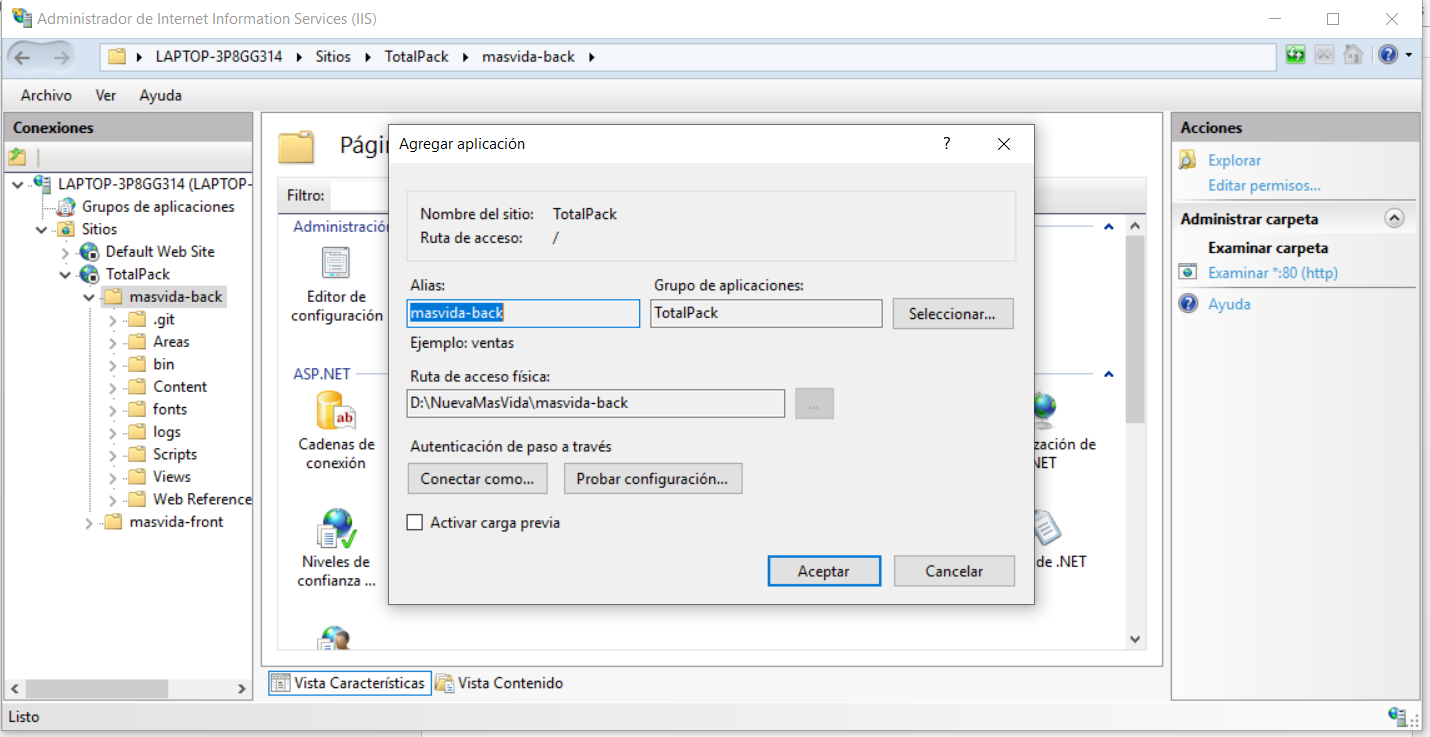 Administrador de Internet Information Services (IIS)
LAPTOP-3P8GG314 Sitios TotalPack masvida-back
Archivo Ver Ayuda
Conexiones
LAPTOP-3P8GG314 (LAPTOP-
Grupos de aplicaciones
Sitios
Default Web Site
TotalPack
masvida-back
.git
Areas
bin
Content
fonts
logs
Scripts
Views
Web Reference
masvida-front
Filtro:
Editor de
configuración
ASP.NET
Cadenas de
conexión
Niveles de
confianza ...
de .NET
Agregar aplicación
?
Nombre del sitio: TotalPack
Ruta de acceso: /
Alias:
masvida-back
Ejemplo: ventas
Grupo de aplicaciones:
TotalPack
Seleccionar...
Ruta de acceso física:
D:\NuevaMasVida\masvida-back
...
Autenticación de paso a través
Conectar como...
Probar configuración...
Activar carga previa
Aceptar
Cancelar
Vista Características
Vista Contenido
Acciones
Explorar
Editar permisos...
Administrar carpeta
Examinar carpeta
Examinar *:80 (http)
Ayuda
Listo